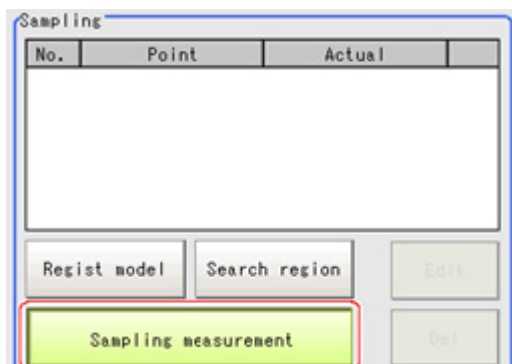 Sampling
No. Point Actual
Regist model Search region Edit
Sampling measurement Del